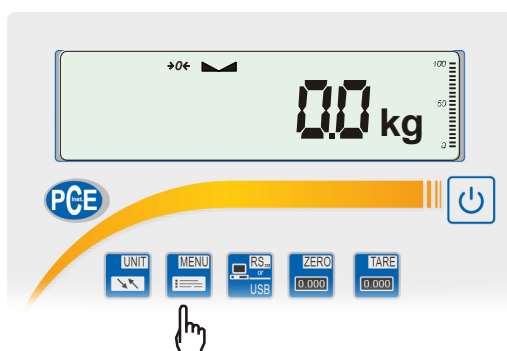 →0←
100
50
0
0.0 kg
PCE
Inst.
UNIT
MENU
RS232
or
USB
ZERO
0.000
TARE
0.000